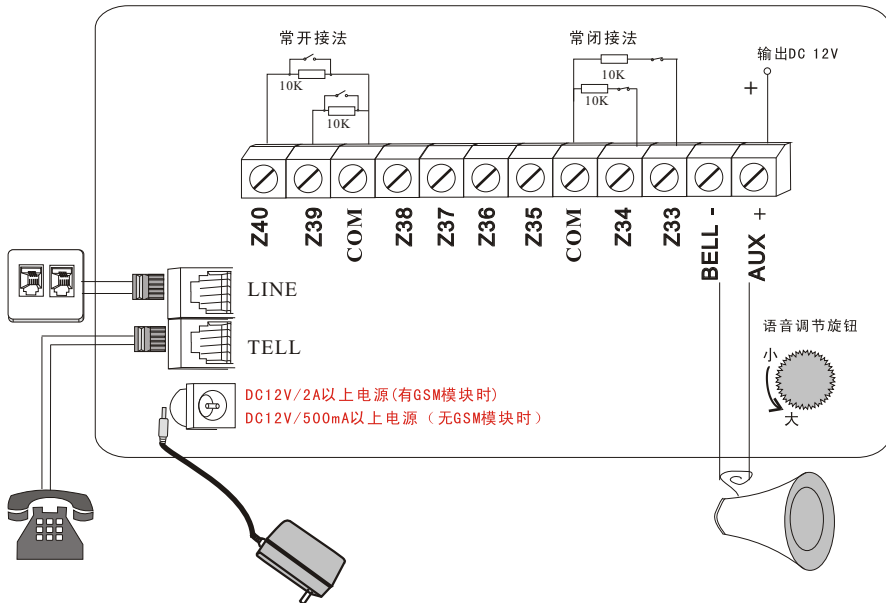 常开接法
常闭接法
输出DC 12V
10K
10K
10K
10K
+
Z40
Z39
COM
Z38
Z37
Z36
Z35
COM
Z34
Z33
BELL -
AUX +
LINE
TELL
语音调节旋钮
小
大
DC12V/2A以上电源(有GSM模块时)
DC12V/500mA以上电源（无GSM模块时）